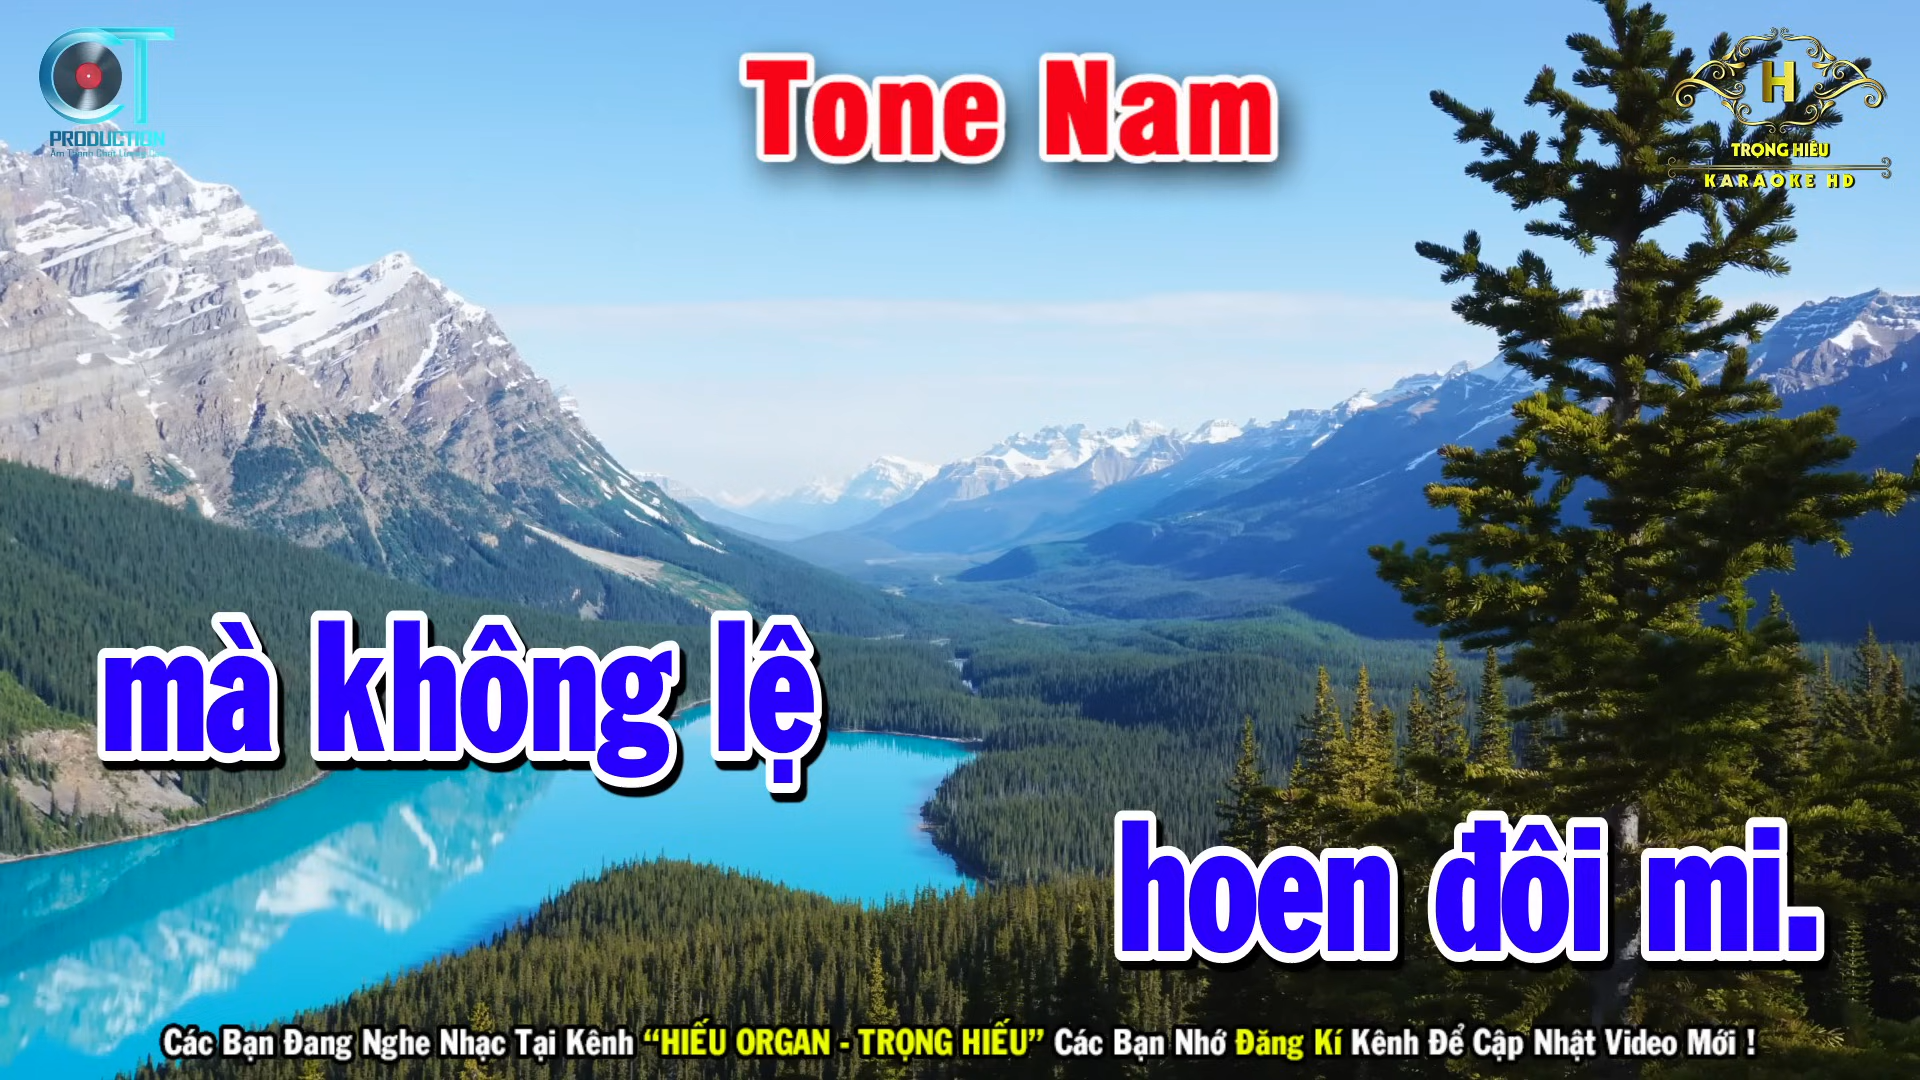 CT
PRODUCTION
Tone Nam
H
TRỌNG HIẾU
KARAOKE HD
mà không lệ
hoen đôi mi.
Các Bạn Đang Nghe Nhạc Tại Kênh “HIẾU ORGAN - TRỌNG HIẾU” Các Bạn Nhớ Đăng Kí Kênh Để Cập Nhật Video Mới !